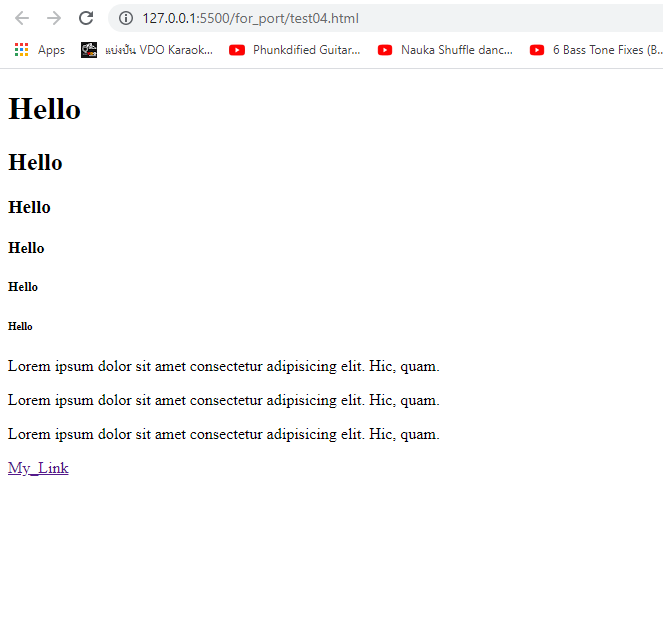 127.0.0.1:5500/for_port/test04.html
Apps แบ่งปัน VDO Karaok... Phunkdified Guitar... Nauka Shuffle danc... 6 Bass Tone Fixes (B..
Hello
Hello
Hello
Hello
Hello
Hello
Lorem ipsum dolor sit amet consectetur adipisicing elit. Hic, quam.
Lorem ipsum dolor sit amet consectetur adipisicing elit. Hic, quam.
Lorem ipsum dolor sit amet consectetur adipisicing elit. Hic, quam.
My_Link